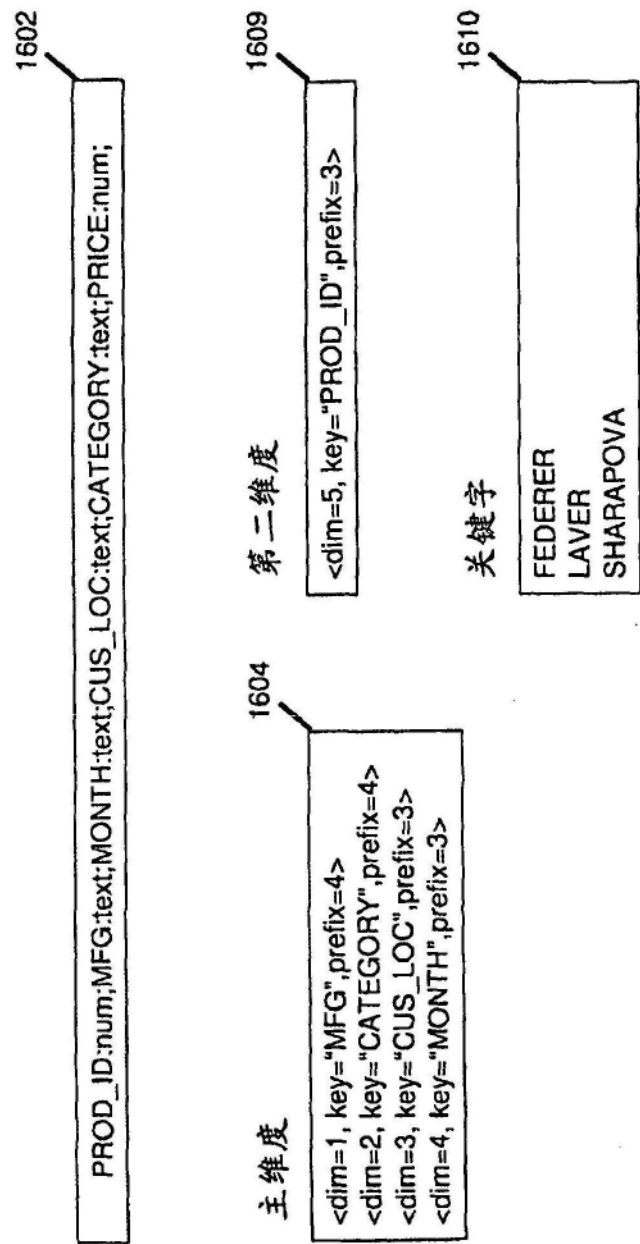 1602
PROD_ID:num;MFG:text;MONTH:text;CUS_LOC:text;CATEGORY:text;PRICE:num;
主维度
1604
<dim=1, key="MFG",prefix=4>
<dim=2, key="CATEGORY",prefix=4>
<dim=3, key="CUS_LOC",prefix=3>
<dim=4, key="MONTH",prefix=3>
第二维度
1609
<dim=5, key="PROD_ID",prefix=3>
关键字
1610
FEDERER
LAVER
SHARAPOVA